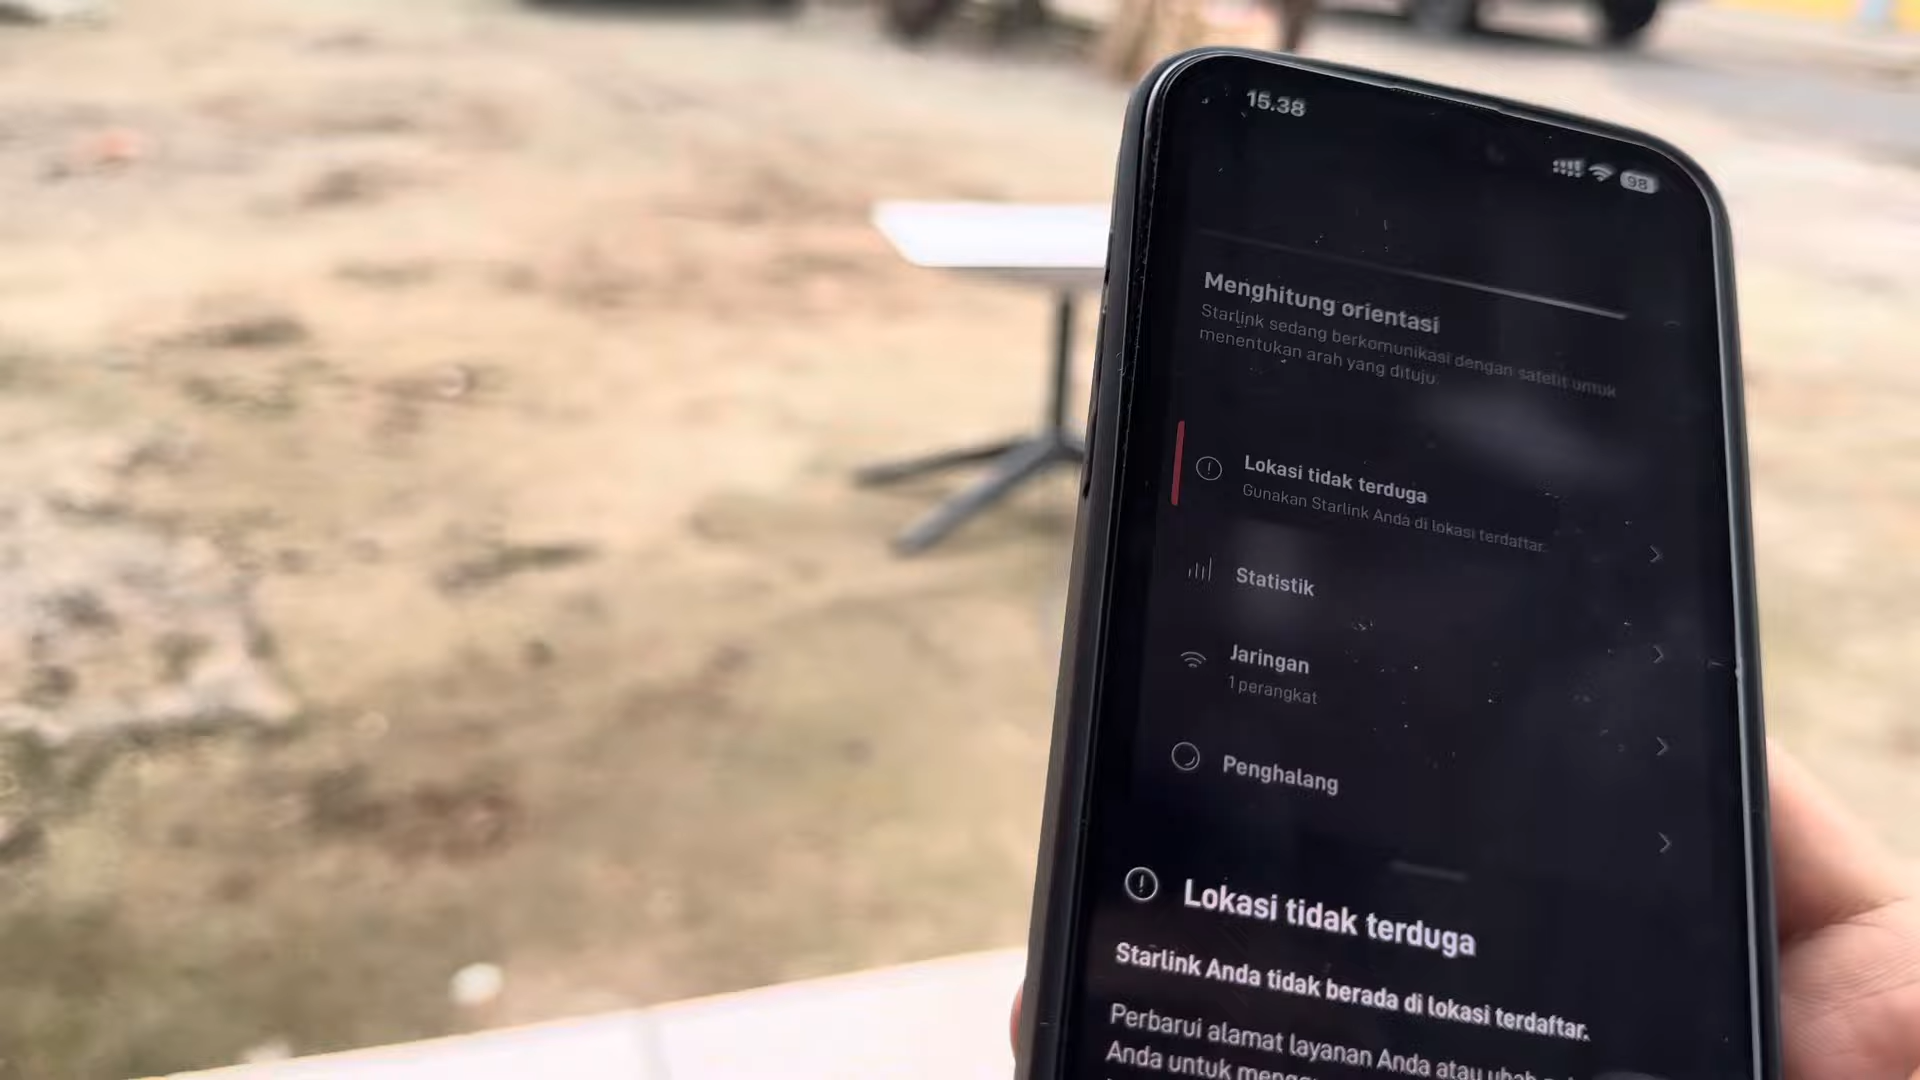 15.38
98
Menghitung orientasi
Starlink sedang berkomunikasi dengan satelit untuk
menentukan arah yang dituju.
Lokasi tidak terduga
Gunakan Starlink Anda di lokasi terdaftar.
Statistik
Jaringan
1 perangkat
Penghalang
Lokasi tidak terduga
Starlink Anda tidak berada di lokasi terdaftar.
Perbarui alamat layanan Anda atau ubah
Anda untuk